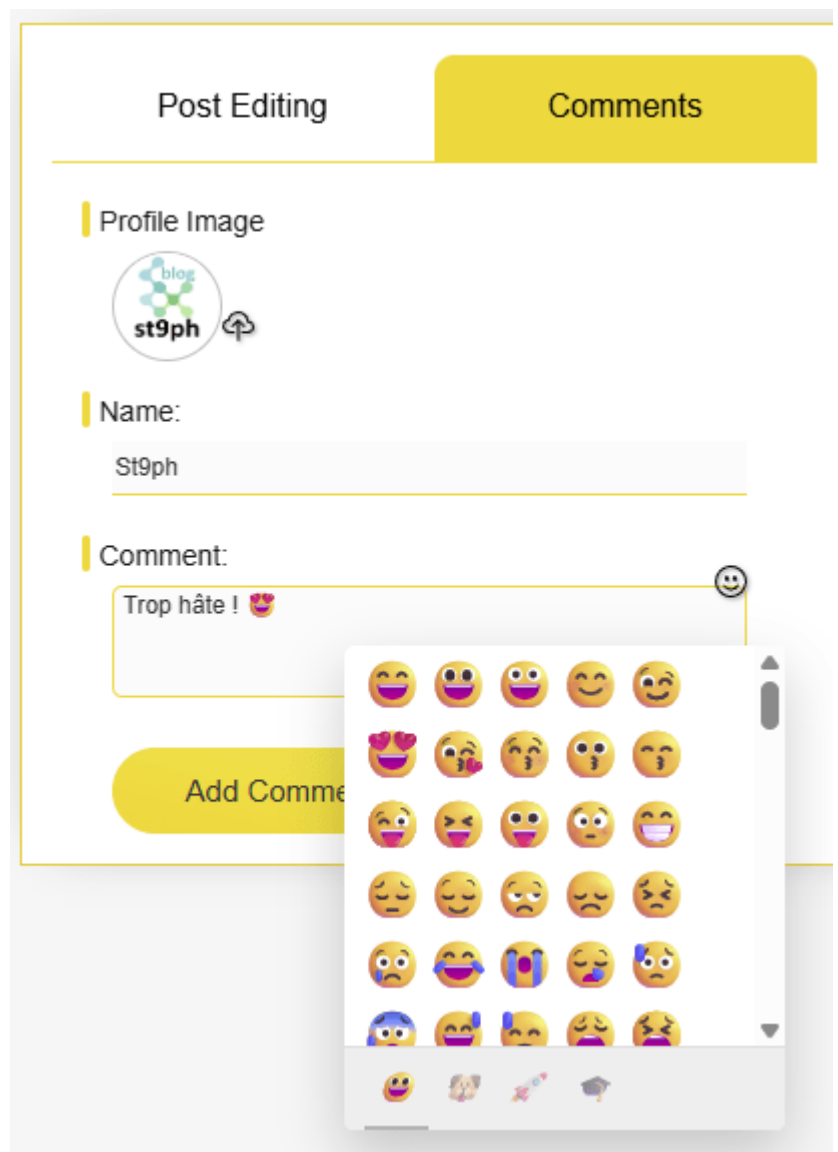 Post Editing
Comments
Profile Image
blog
st9ph
Name:
St9ph
Comment:
Trop hâte ! 😍
Add Comme